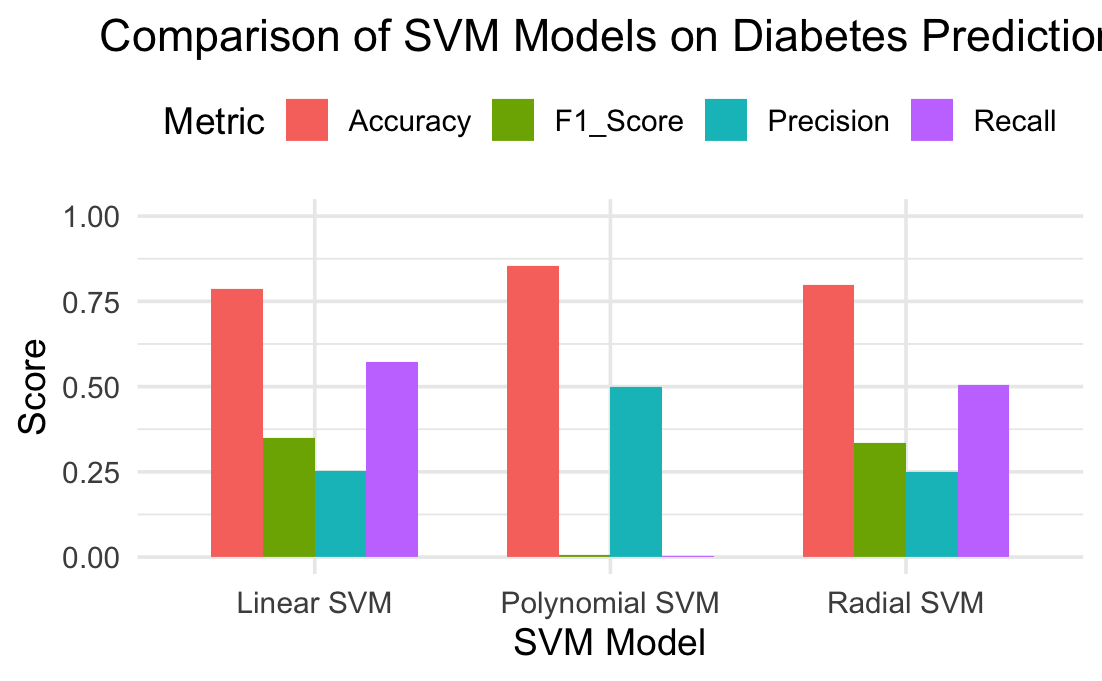 Comparison of SVM Models on Diabetes Prediction
Metric Accuracy F1_Score Precision Recall
1.00
0.75
0.50
0.25
0.00
Score
Linear SVM Polynomial SVM Radial SVM
SVM Model